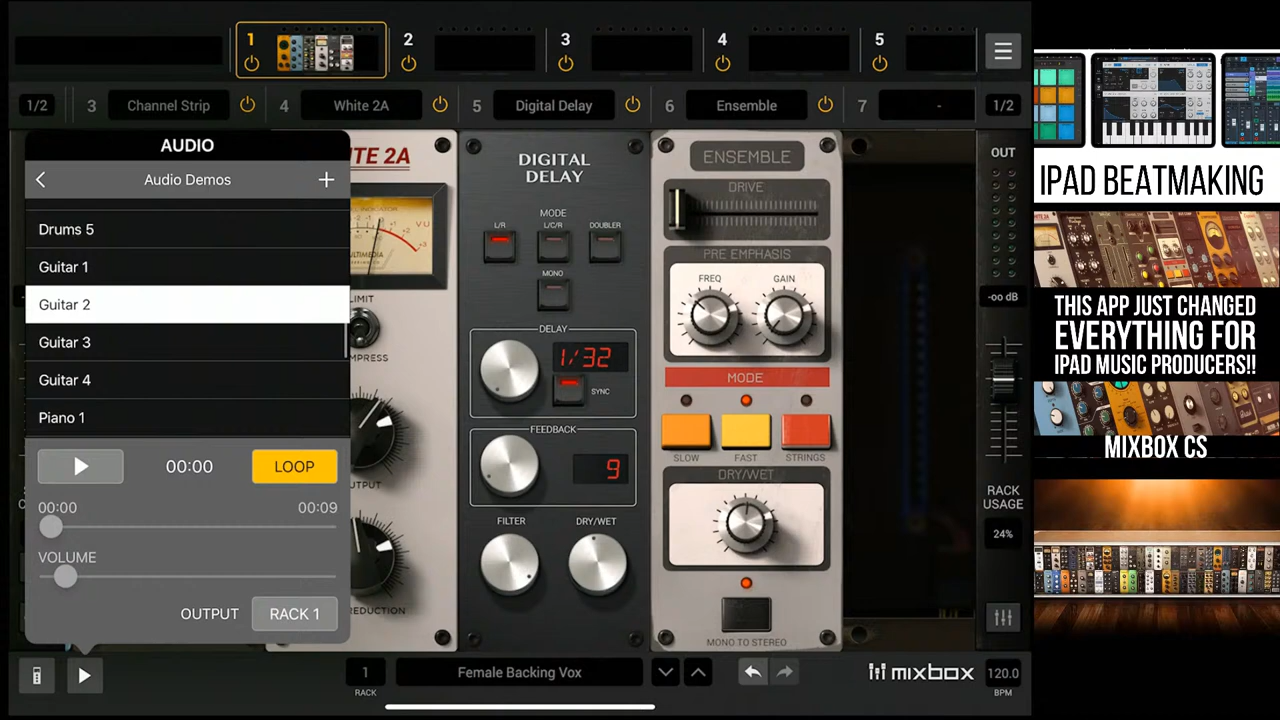 1
2
3
4
5
1/2
3 Channel Strip
4 White 2A
5 Digital Delay
6 Ensemble
7 -
1/2
AUDIO
Audio Demos
+
Drums 5
Guitar 1
Guitar 2
Guitar 3
Guitar 4
Piano 1
00:00
LOOP
00:00
00:09
VOLUME
OUTPUT
RACK 1
ITE 2A
VU
LIMIT
MPRESS
UTPUT
REDUCTION
DIGITAL
DELAY
MODE
L/R
L/C/R
DOUBLER
MONO
DELAY
1/32
SYNC
FEEDBACK
9
FILTER
DRY/WET
ENSEMBLE
DRIVE
PRE EMPHASIS
FREQ
GAIN
MODE
SLOW
FAST
STRINGS
DRY/WET
MONO TO STEREO
OUT
-oo dB
RACK
USAGE
24%
1
RACK
Female Backing Vox
mixbox
120.0
BPM
IPAD BEATMAKING
THIS APP JUST CHANGED
EVERYTHING FOR
IPAD MUSIC PRODUCERS!!
MIXBOX CS